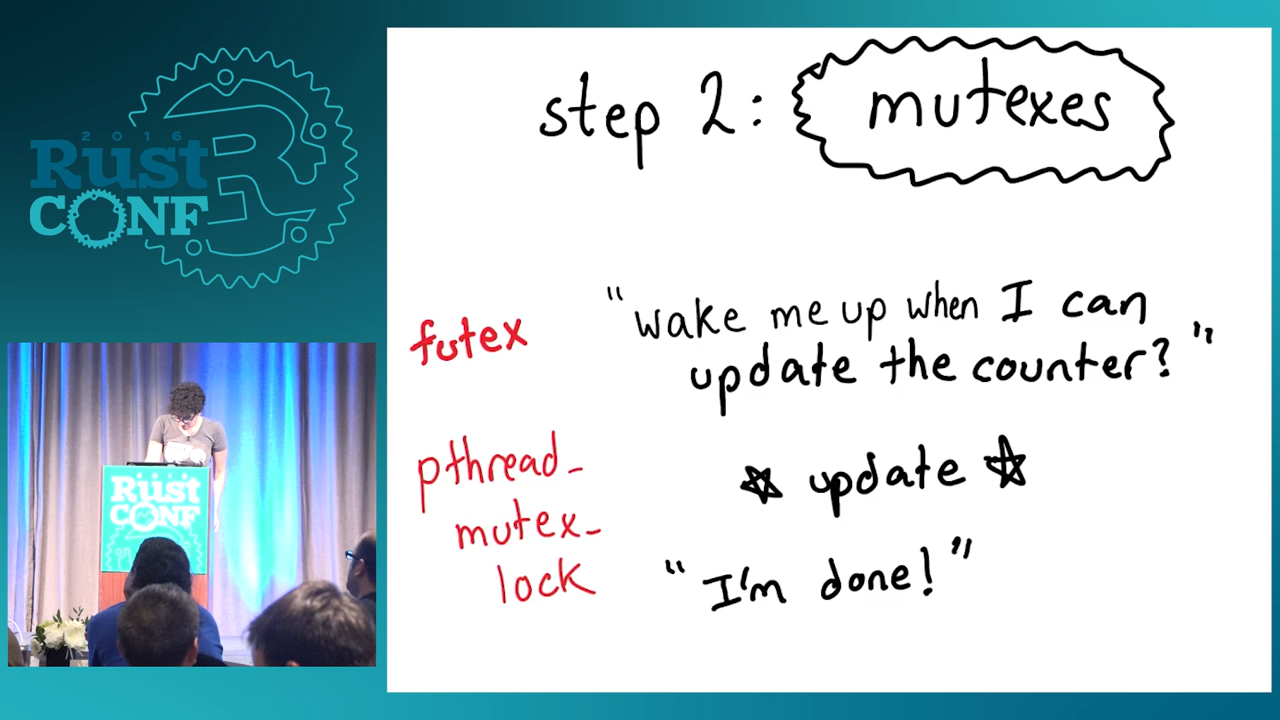 2016
Rust
CONF
step 2: mutexes
futex
"wake me up when I can
update the counter?"
pthread_
mutex_
lock
* update *
"I'm done!"
2016
Rust
CONF